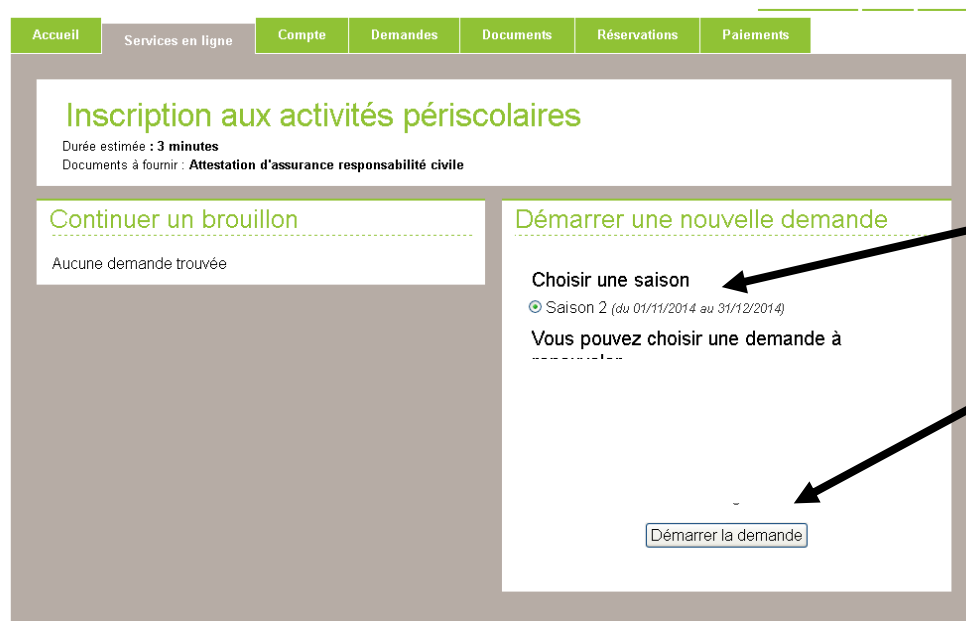 Accueil
Services en ligne
Compte
Demandes
Documents
Réservations
Paiements
Inscription aux activités périscolaires
Durée estimée : 3 minutes
Documents à fournir : Attestation d'assurance responsabilité civile
Continuer un brouillon
Aucune demande trouvée
Démarrer une nouvelle demande
Choisir une saison
Saison 2 (du 01/11/2014 au 31/12/2014)
Vous pouvez choisir une demande à
Démarrer la demande